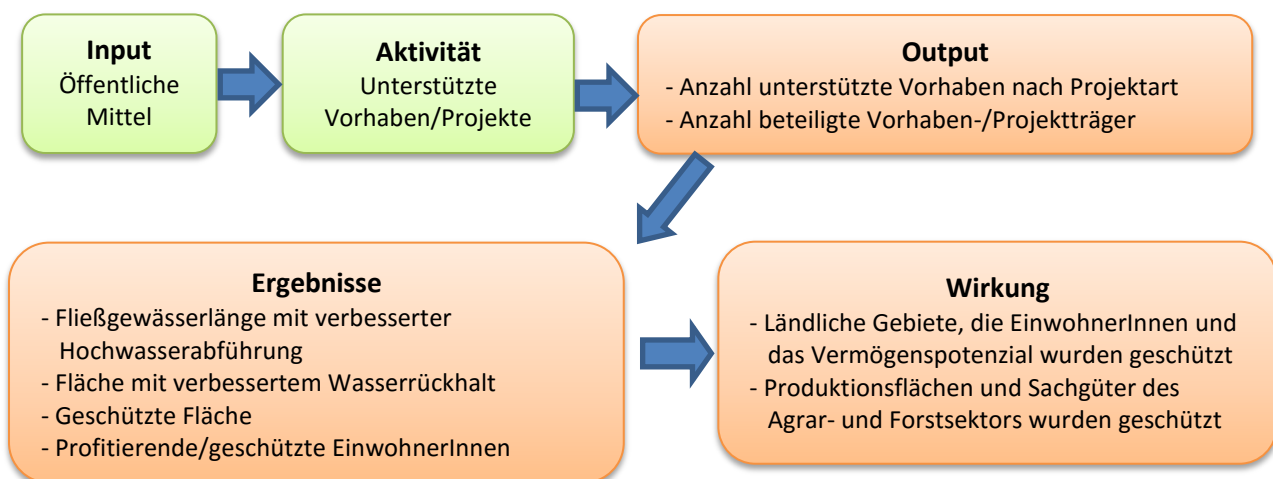 Input
Öffentliche
Mittel
Aktivität
Unterstützte
Vorhaben/Projekte
Output
- Anzahl unterstützte Vorhaben nach Projektart
- Anzahl beteiligte Vorhaben-/Projektträger
Ergebnisse
- Fließgewässerlänge mit verbesserter
Hochwasserabführung
- Fläche mit verbessertem Wasserrückhalt
- Geschützte Fläche
- Profitierende/geschützte EinwohnerInnen
Wirkung
- Ländliche Gebiete, die EinwohnerInnen und
das Vermögenspotenzial wurden geschützt
- Produktionsflächen und Sachgüter des
Agrar- und Forstsektors wurden geschützt